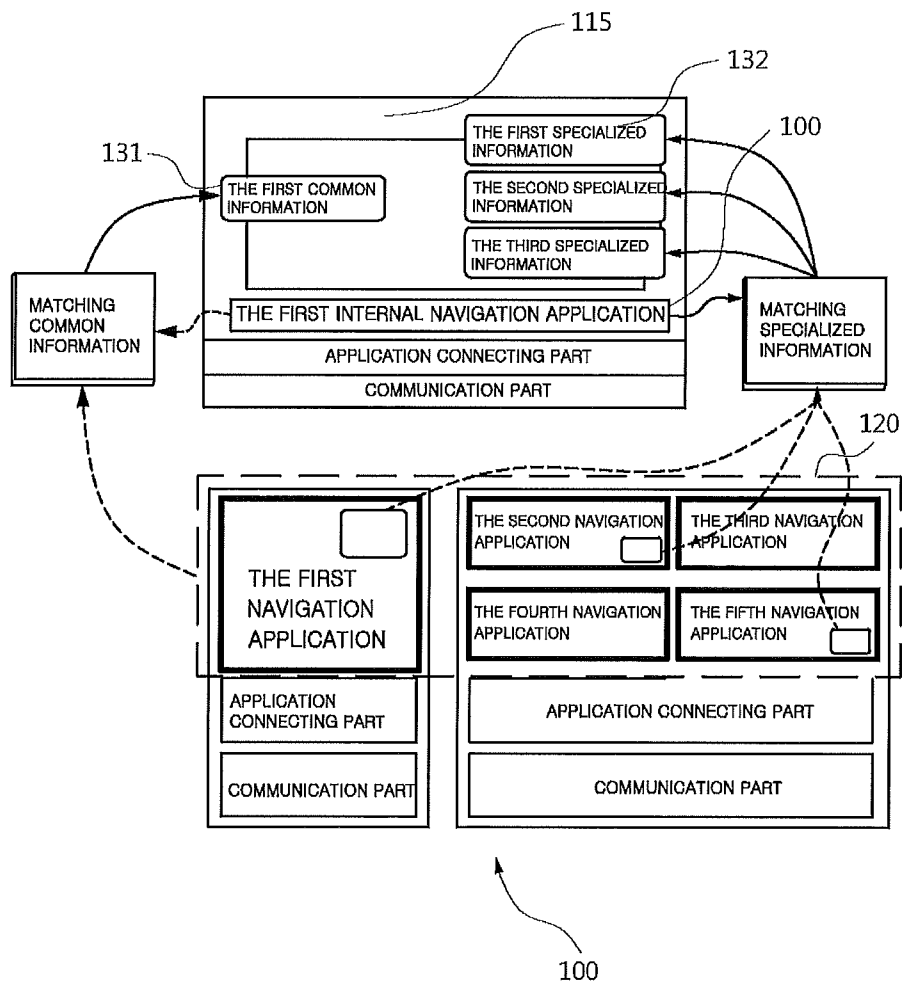 115
132
THE FIRST SPECIALIZED
INFORMATION
100
131
THE FIRST COMMON
INFORMATION
THE SECOND SPECIALIZED
INFORMATION
THE THIRD SPECIALIZED
INFORMATION
MATCHING
COMMON
INFORMATION
THE FIRST INTERNAL NAVIGATION APPLICATION
MATCHING
SPECIALIZED
INFORMATION
APPLICATION CONNECTING PART
COMMUNICATION PART
120
THE FIRST
NAVIGATION
APPLICATION
THE SECOND NAVIGATION
APPLICATION
THE THIRD NAVIGATION
APPLICATION
THE FOURTH NAVIGATION
APPLICATION
THE FIFTH NAVIGATION
APPLICATION
APPLICATION
CONNECTING PART
APPLICATION CONNECTING PART
COMMUNICATION PART
COMMUNICATION PART
100